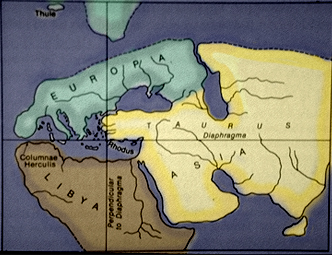 Thule
EUROPA
TAURUS
Diaphragma
Rhodus
Columnae
Herculis
ASIA
LIBYA
Perpendicular
to Diaphragma